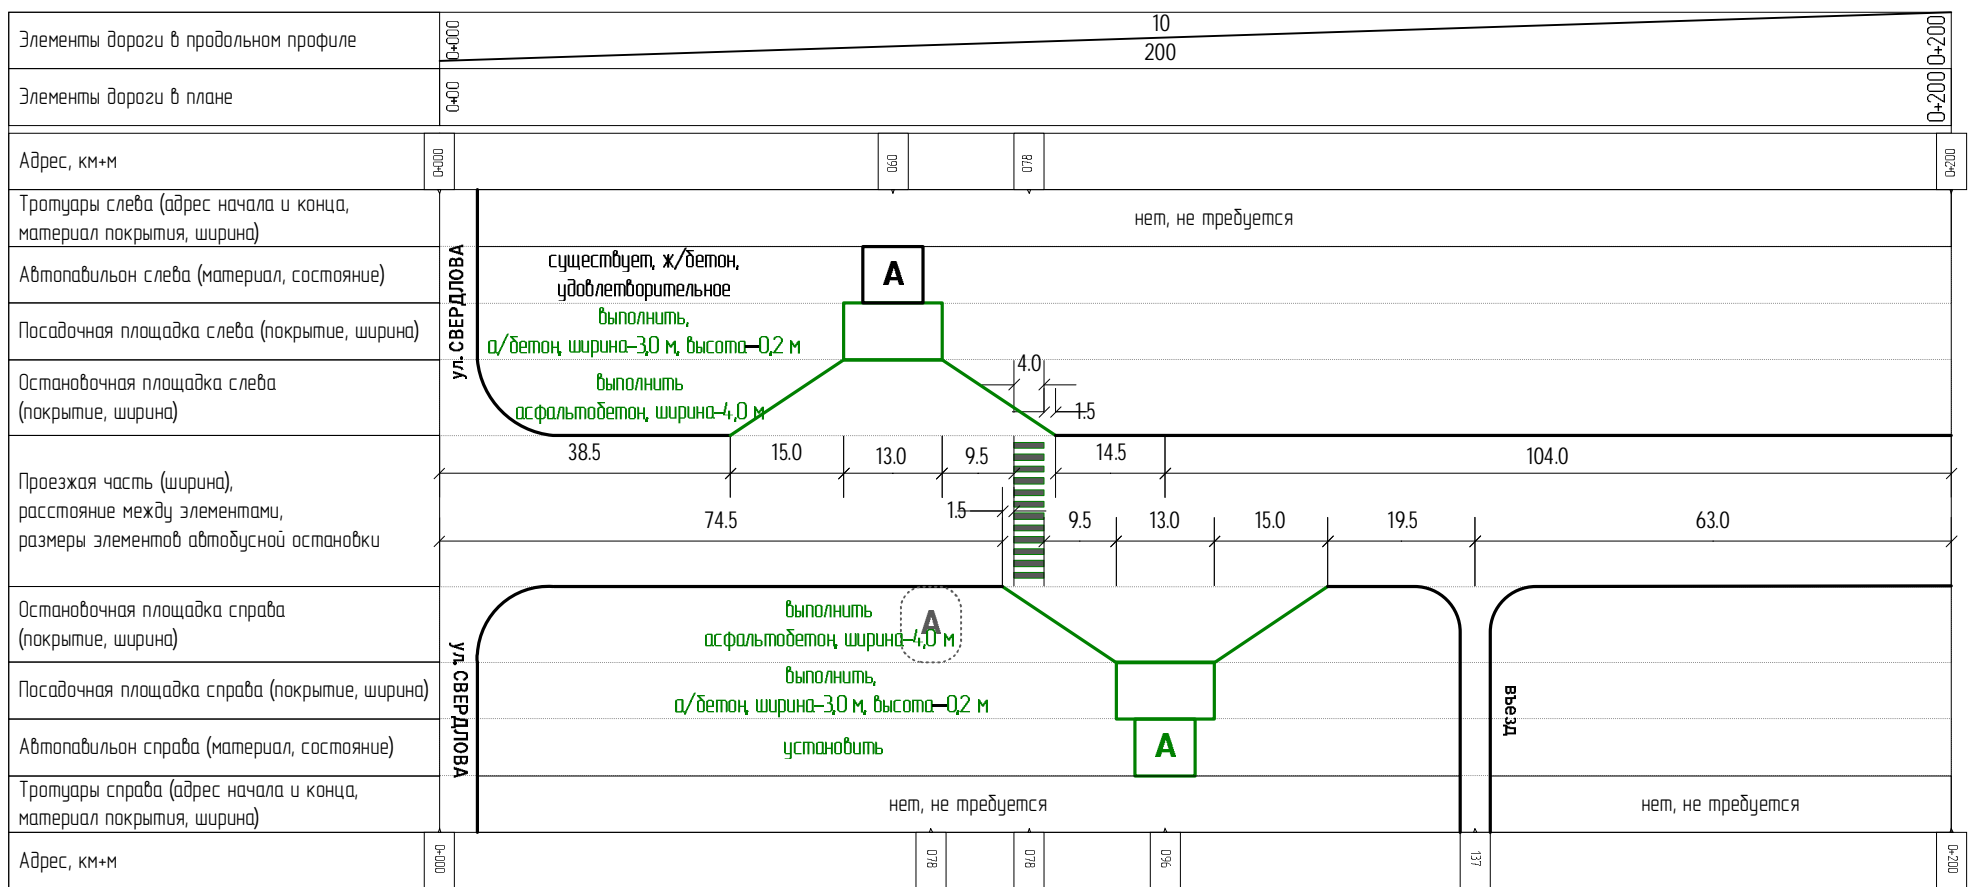 Элементы дороги в продольном профиле
0+000
10
200
0+200
Элементы дороги в плане
0+00
0+200
Адрес, км+м
0+000
060
078
0+200
Тротуары слева (адрес начала и конца,
материал покрытия, ширина)
нет, не требуется
ул. СВЕРДЛОВА
Автопавильон слева (материал, состояние)
существует, ж/бетон,
удовлетворительное
А
Посадочная площадка слева (покрытие, ширина)
выполнить,
а/бетон, ширина-3,0 м, высота-0,2 м
Остановочная площадка слева
(покрытие, ширина)
выполнить
асфальтобетон, ширина-4,0 м
4.0
1.5
Проезжая часть (ширина),
расстояние между элементами,
размеры элементов автобусной остановки
38.5
15.0
13.0
9.5
14.5
104.0
74.5
1.5
9.5
13.0
15.0
19.5
63.0
Остановочная площадка справа
(покрытие, ширина)
выполнить
асфальтобетон, ширина-4,0 м
А
ул. СВЕРДЛОВА
Посадочная площадка справа (покрытие, ширина)
выполнить,
а/бетон, ширина-3,0 м, высота-0,2 м
въезд
Автопавильон справа (материал, состояние)
установить
А
Тротуары справа (адрес начала и конца,
материал покрытия, ширина)
нет, не требуется
нет, не требуется
Адрес, км+м
0+000
078
078
096
137
0+200